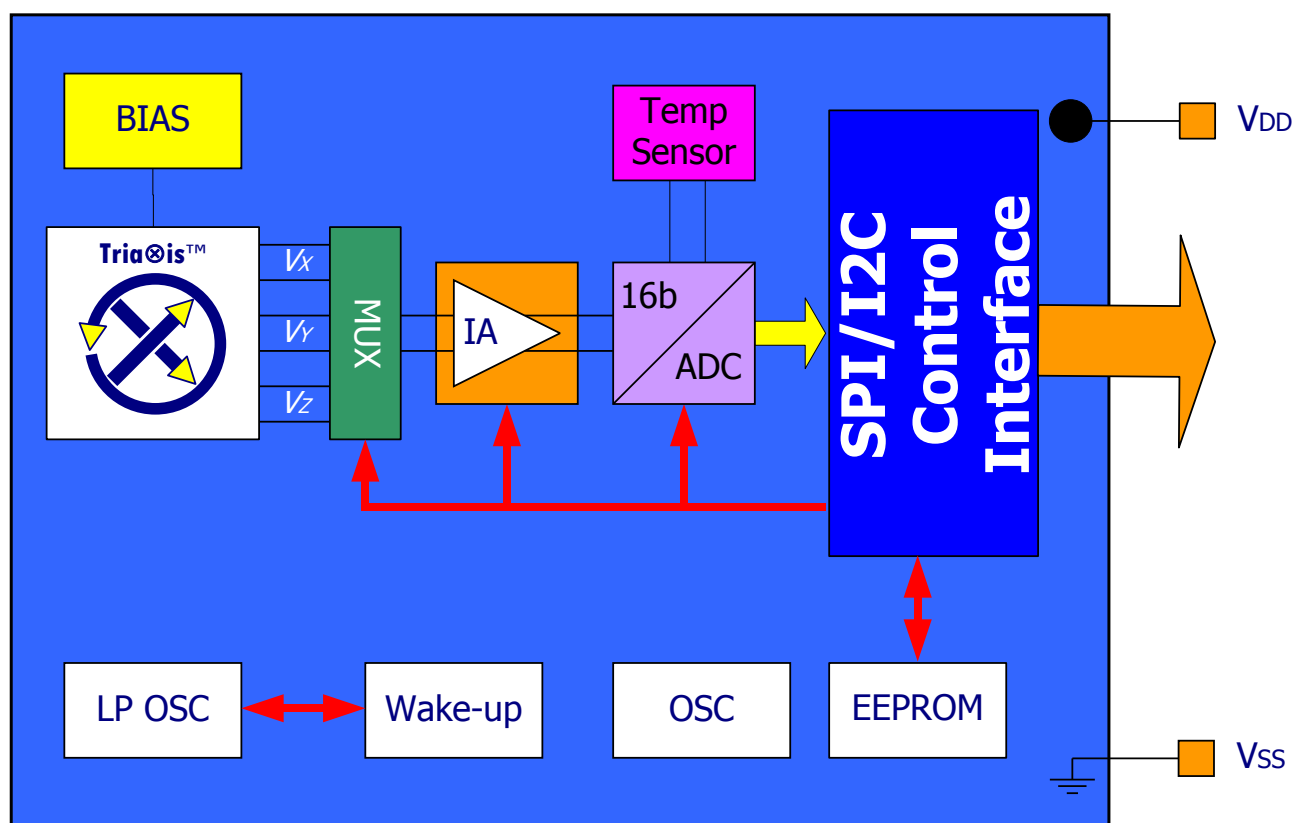 BIAS
Temp
Sensor
VDD
Tria⊗is™
VX
VY
VZ
MUX
IA
16b
ADC
SPI/I2C
Control
Interface
LP OSC
Wake-up
OSC
EEPROM
VSS